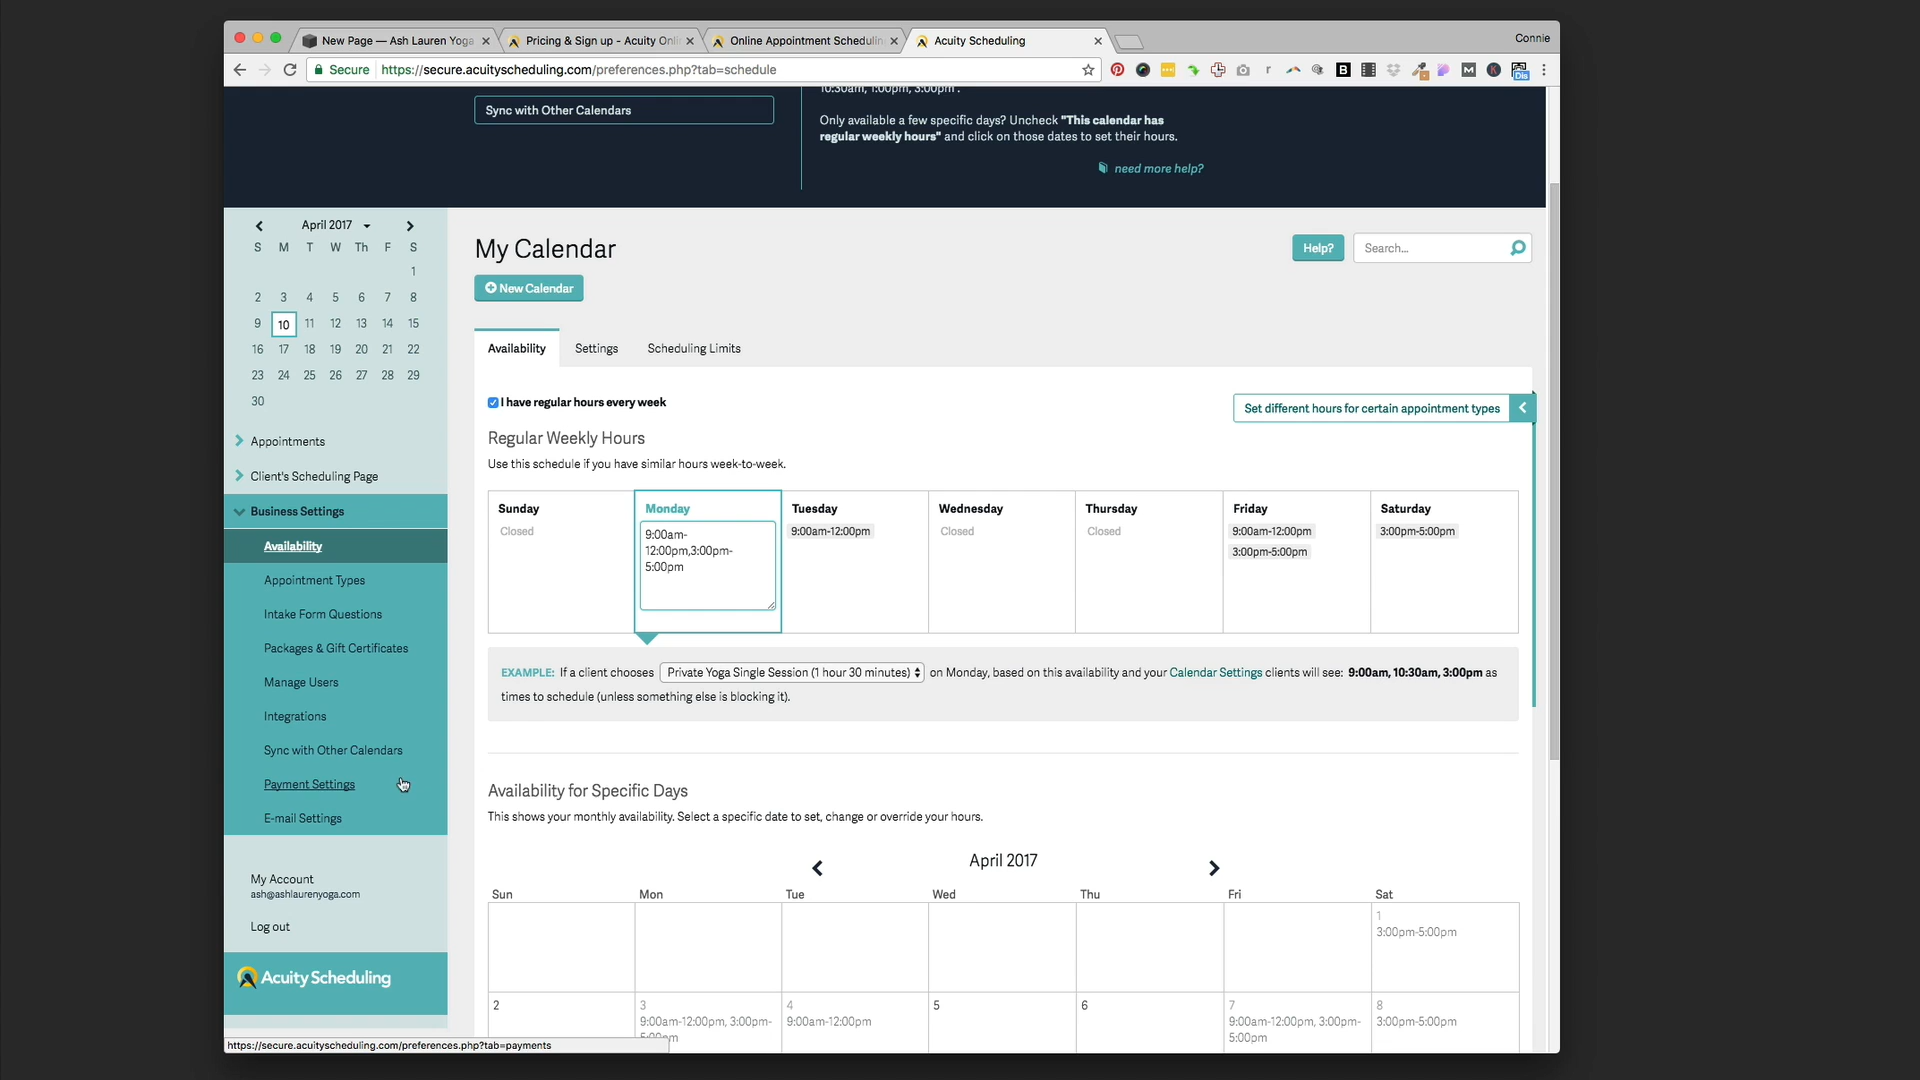 New Page — Ash Lauren Yoga
Pricing & Sign up - Acuity Onli
Online Appointment Scheduling
Acuity Scheduling
Connie
Secure
https://secure.acuityscheduling.com/preferences.php?tab=schedule
Sync with Other Calendars
10:30am, 1:00pm, 3:00pm .
Only available a few specific days? Uncheck "This calendar has
regular weekly hours" and click on those dates to set their hours.
need more help?
April 2017
S M T W Th F S
1
2 3 4 5 6 7 8
9 10 11 12 13 14 15
16 17 18 19 20 21 22
23 24 25 26 27 28 29
30
Appointments
Client's Scheduling Page
Business Settings
Availability
Appointment Types
Intake Form Questions
Packages & Gift Certificates
Manage Users
Integrations
Sync with Other Calendars
Payment Settings
E-mail Settings
My Account
ash@ashlaurenyoga.com
Log out
Acuity Scheduling
https://secure.acuityscheduling.com/preferences.php?tab=payments
My Calendar
Help?
Search...
New Calendar
Availability
Settings
Scheduling Limits
I have regular hours every week
Set different hours for certain appointment types
Regular Weekly Hours
Use this schedule if you have similar hours week-to-week.
Sunday
Closed
Monday
9:00am-
12:00pm,3:00pm-
5:00pm
Tuesday
9:00am-12:00pm
Wednesday
Closed
Thursday
Closed
Friday
9:00am-12:00pm
3:00pm-5:00pm
Saturday
3:00pm-5:00pm
EXAMPLE: If a client chooses Private Yoga Single Session (1 hour 30 minutes) on Monday, based on this availability and your Calendar Settings clients will see: 9:00am, 10:30am, 3:00pm as
times to schedule (unless something else is blocking it).
Availability for Specific Days
This shows your monthly availability. Select a specific date to set, change or override your hours.
April 2017
Sun Mon Tue Wed Thu Fri Sat
1
3:00pm-5:00pm
2
3
9:00am-12:00pm, 3:00pm-
5:00pm
4
9:00am-12:00pm
5
6
7
9:00am-12:00pm, 3:00pm-
5:00pm
8
3:00pm-5:00pm